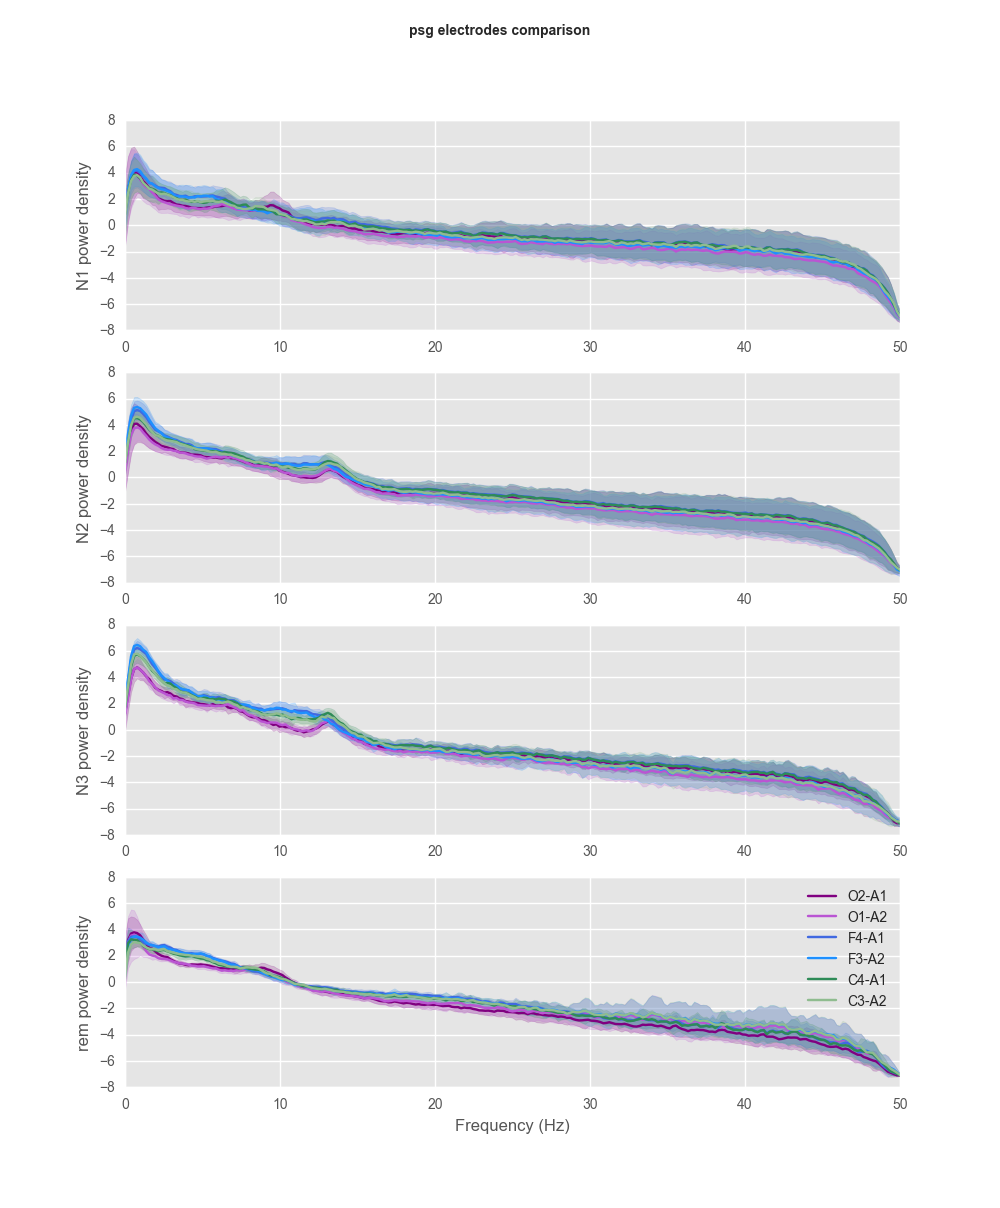 psg electrodes comparison
N1 power density
8
6
4
2
0
−2
−4
−6
−8
0 10 20 30 40 50
N2 power density
8
6
4
2
0
−2
−4
−6
−8
0 10 20 30 40 50
N3 power density
8
6
4
2
0
−2
−4
−6
−8
0 10 20 30 40 50
rem power density
8
6
4
2
0
−2
−4
−6
−8
O2-A1
O1-A2
F4-A1
F3-A2
C4-A1
C3-A2
0 10 20 30 40 50
Frequency (Hz)